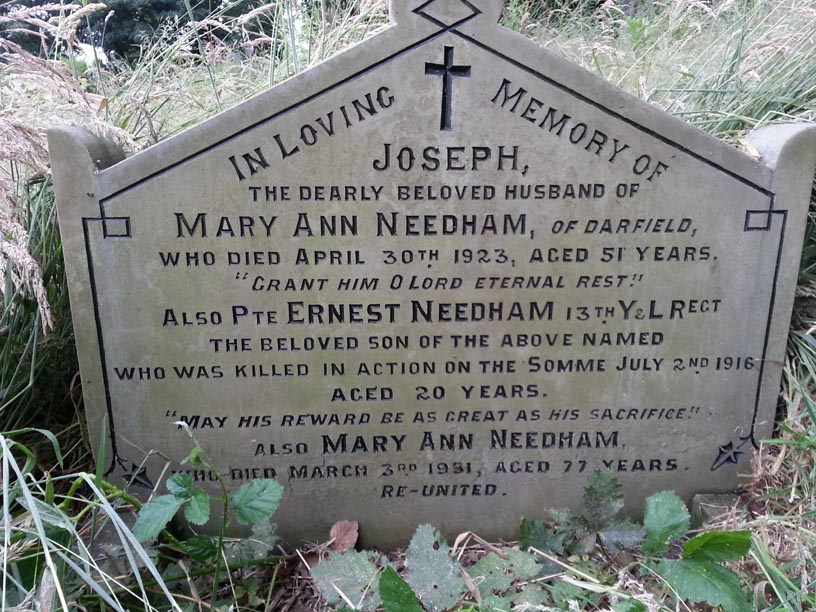 IN LOVING MEMORY OF
JOSEPH,
THE DEARLY BELOVED HUSBAND OF
MARY ANN NEEDHAM, OF DARFIELD,
WHO DIED APRIL 30TH 1923, AGED 51 YEARS.
"GRANT HIM O LORD ETERNAL REST."
ALSO PTE ERNEST NEEDHAM 13TH Y&L REGT
THE BELOVED SON OF THE ABOVE NAMED
WHO WAS KILLED IN ACTION ON THE SOMME JULY 2ND 1916
AGED 20 YEARS.
"MAY HIS REWARD BE AS GREAT AS HIS SACRIFICE."
ALSO MARY ANN NEEDHAM,
WHO DIED MARCH 3RD 1951, AGED 77 YEARS.
RE-UNITED.